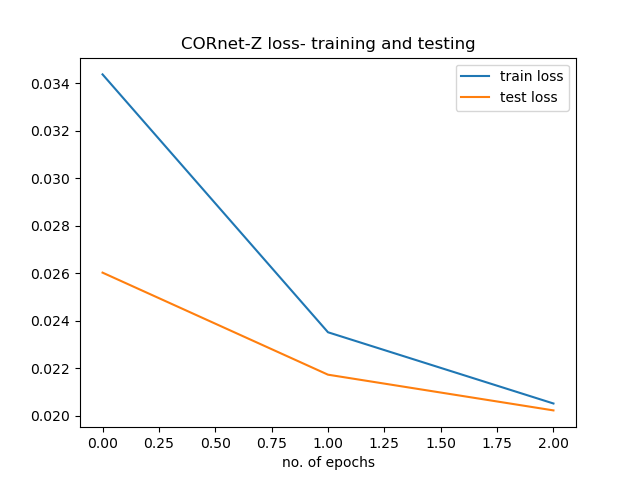 CORnet-Z loss- training and testing
train loss
test loss
0.034
0.032
0.030
0.028
0.026
0.024
0.022
0.020
0.00 0.25 0.50 0.75 1.00 1.25 1.50 1.75 2.00
no. of epochs